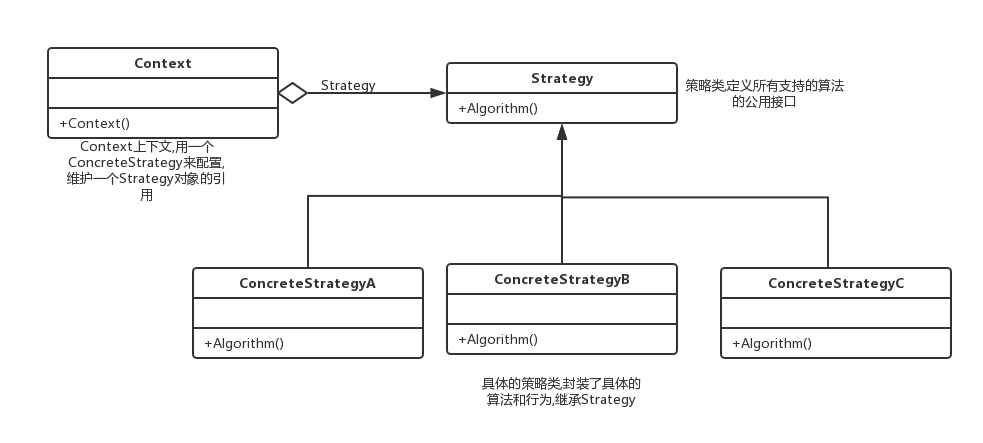 Context
+Context()
Context上下文,用一个
ConcreteStrategy来配置,
维护一个Strategy对象的引
用
Strategy
Strategy
+Algorithm()
策略类,定义所有支持的算法
的公用接口
ConcreteStrategyA
+Algorithm()
ConcreteStrategyB
+Algorithm()
ConcreteStrategyC
+Algorithm()
具体的策略类,封装了具体的
算法和行为,继承Strategy